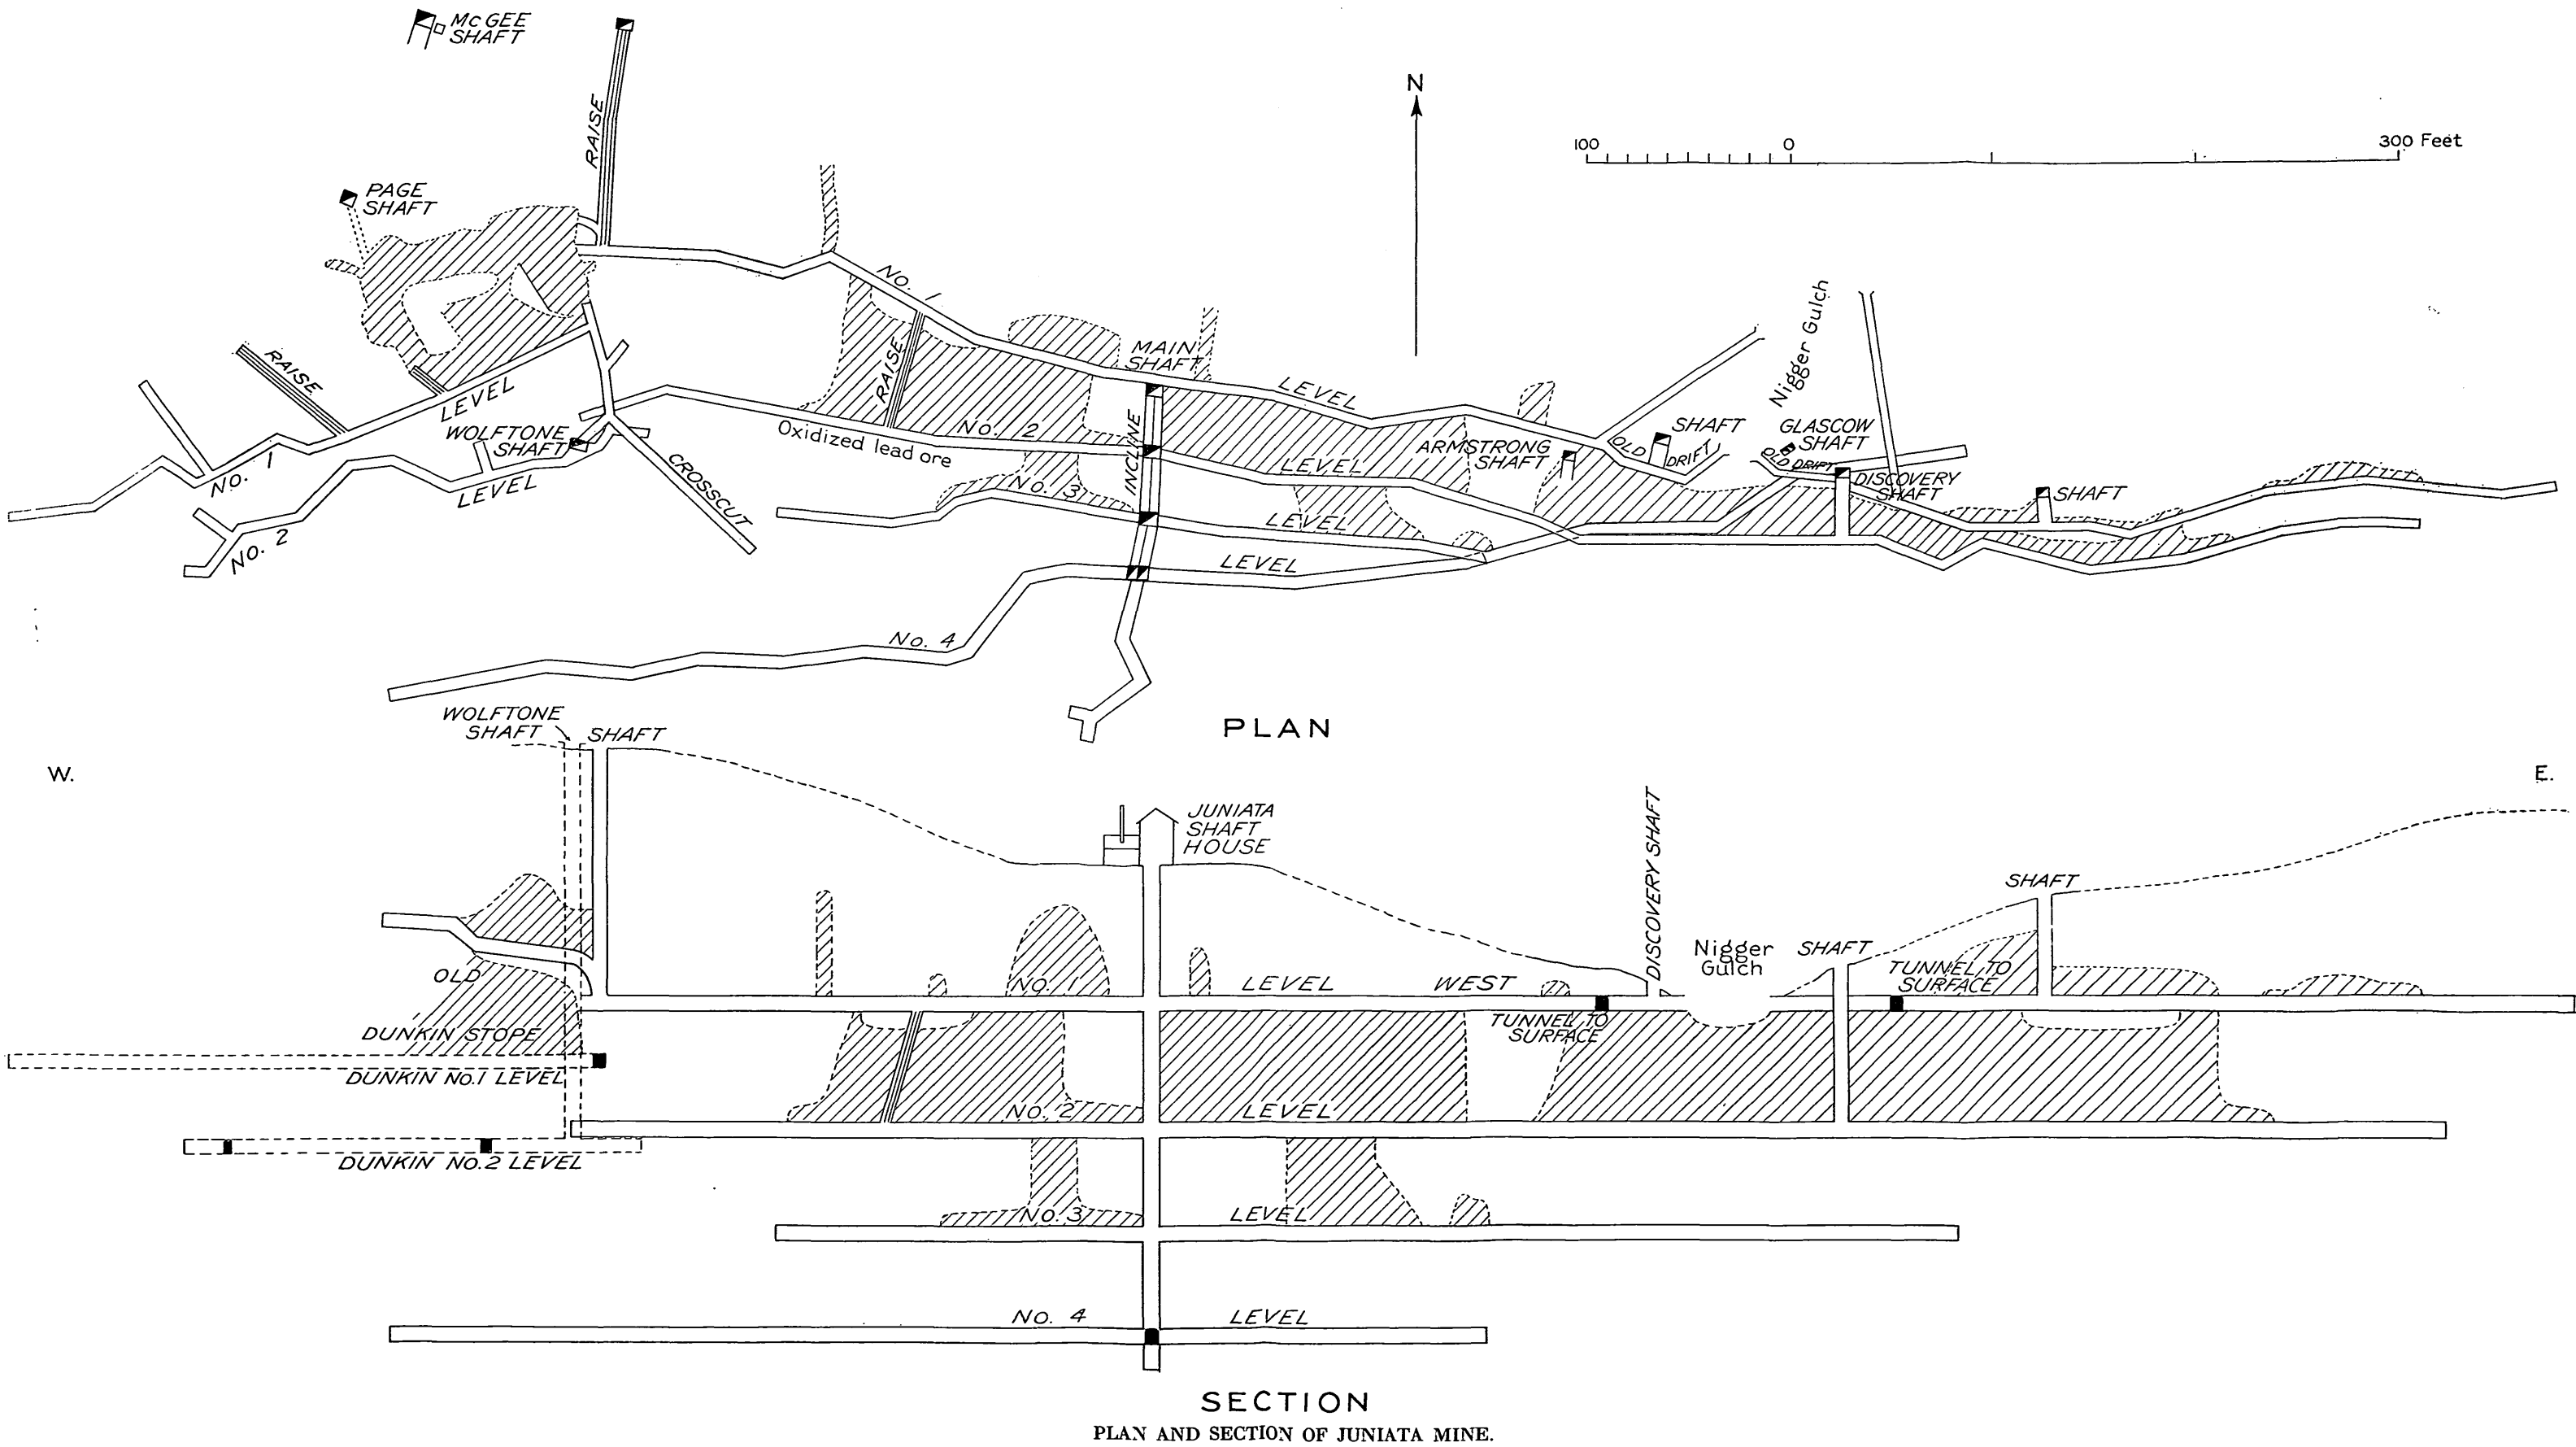 McGEE
SHAFT
N
RAISE
100
0
300 Feet
PAGE
SHAFT
No. 1
Nigger Gulch
MAIN
SHAFT
RAISE
RAISE
LEVEL
LEVEL
INCLINE
WOLFTONE
SHAFT
No. 2
Oxidized lead ore
ARMSTRONG
SHAFT
OLD
DRIFT
SHAFT
GLASCOW
SHAFT
OLD DRIFT
DISCOVERY
SHAFT
SHAFT
LEVEL
No. 1
CROSSCUT
No. 3
LEVEL
LEVEL
No. 2
LEVEL
No. 4
PLAN
WOLFTONE
SHAFT
SHAFT
W.
E.
JUNIATA
SHAFT
HOUSE
DISCOVERY SHAFT
Nigger
Gulch
SHAFT
SHAFT
OLD
No. 1
LEVEL
WEST
TUNNEL TO
SURFACE
TUNNEL TO
SURFACE
DUNKIN STOPE
DUNKIN No. 1 LEVEL
No. 2
LEVEL
DUNKIN No. 2 LEVEL
No. 3
LEVEL
No. 4
LEVEL
SECTION
PLAN AND SECTION OF JUNIATA MINE.